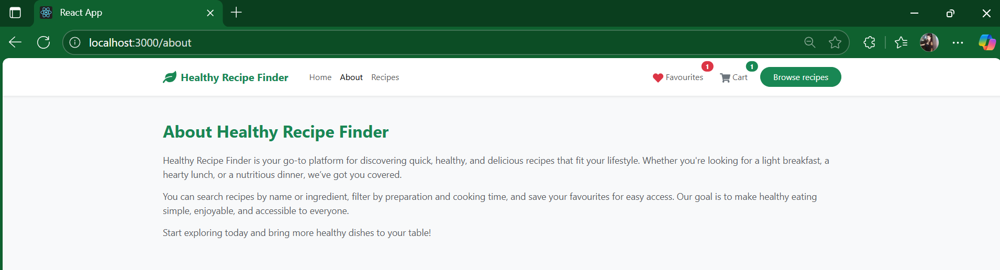 React App
localhost:3000/about
Healthy Recipe Finder Home About Recipes Favourites 1 Cart 1 Browse recipes
About Healthy Recipe Finder
Healthy Recipe Finder is your go-to platform for discovering quick, healthy, and delicious recipes that fit your lifestyle. Whether you're looking for a light breakfast, a
hearty lunch, or a nutritious dinner, we’ve got you covered.
You can search recipes by name or ingredient, filter by preparation and cooking time, and save your favourites for easy access. Our goal is to make healthy eating
simple, enjoyable, and accessible to everyone.
Start exploring today and bring more healthy dishes to your table!